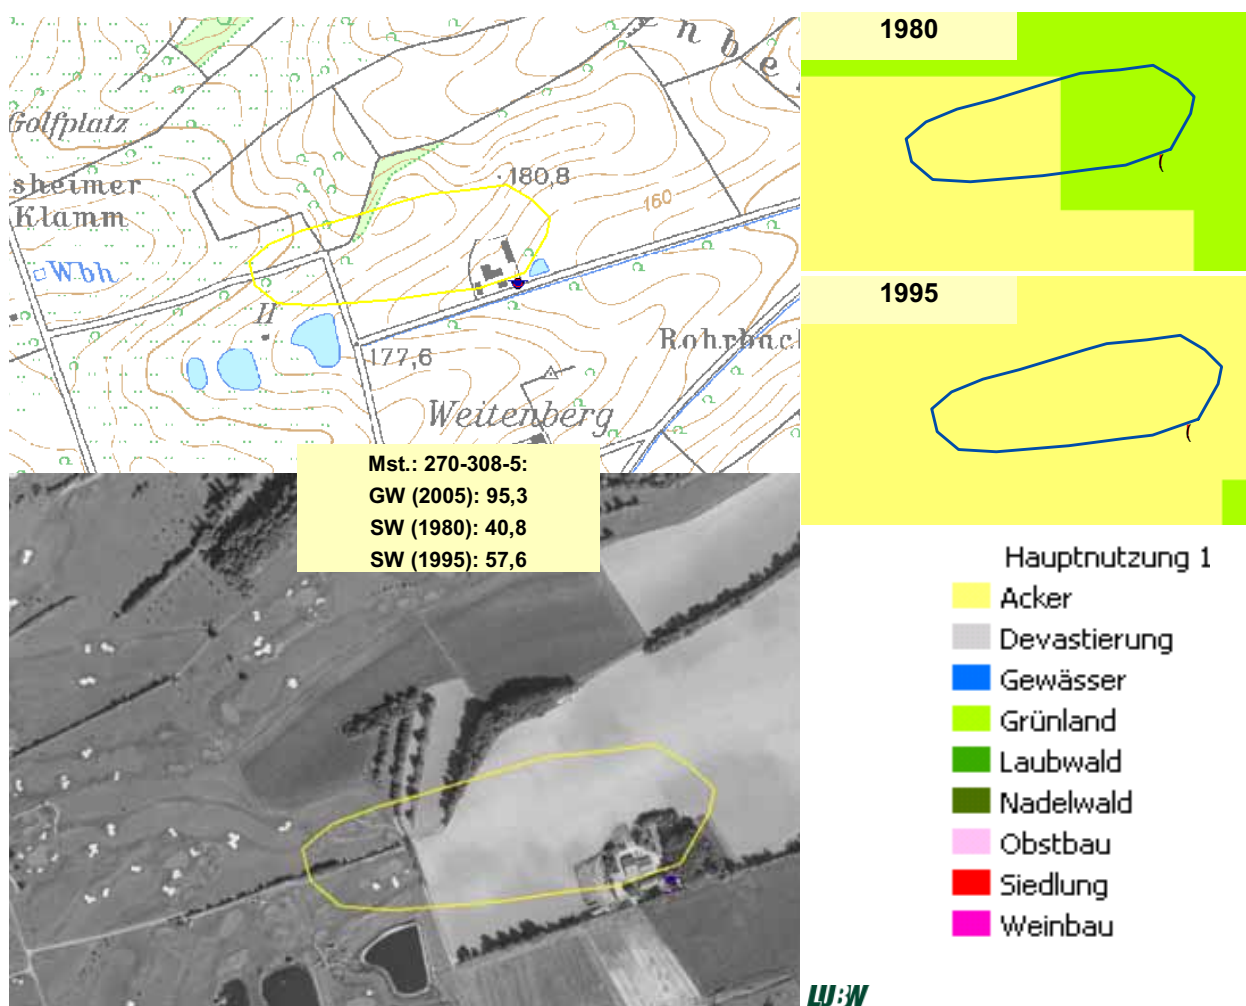 Golfplatz
sheimer
Klamm
Wbh
n b e
180,8
160
H
177,6
Rohrbach
Weitenberg
1980
1995
Mst.: 270-308-5:
GW (2005): 95,3
SW (1980): 40,8
SW (1995): 57,6
Hauptnutzung 1
Acker
Devastierung
Gewässer
Grünland
Laubwald
Nadelwald
Obstbau
Siedlung
Weinbau
LUBW